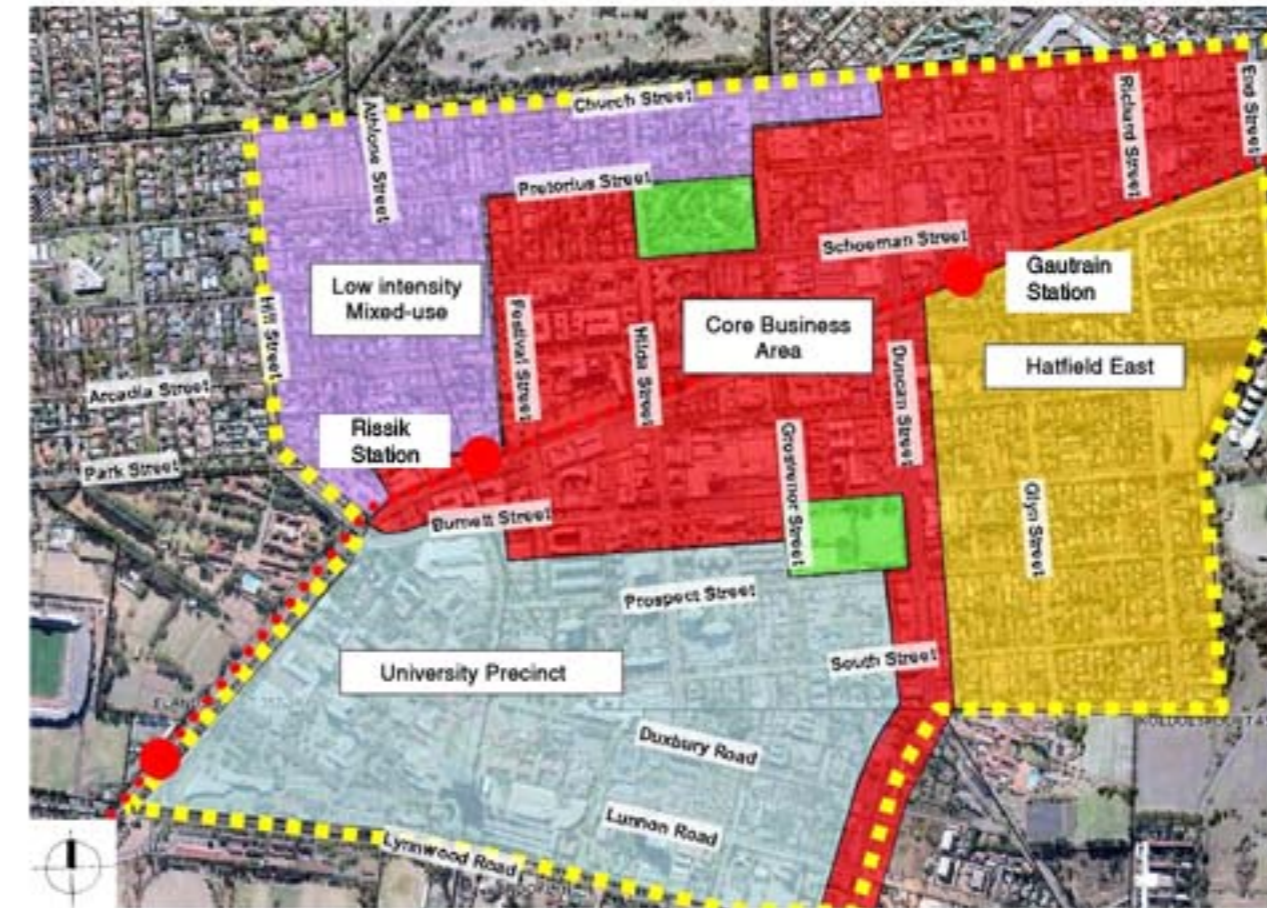 Church Street
Athlone Street
Richard Street
End Street
Pretorius Street
Schoeman Street
Gautrain
Station
Low intensity
Mixed-use
Hill Street
Festival Street
Hilda Street
Core Business
Area
Duncan Street
Hatfield East
Arcadia Street
Rissik
Station
Park Street
Grosvenor Street
Burnett Street
Glyn Street
Prospect Street
South Street
University Precinct
Duxbury Road
Lunnon Road
Lynnwood Road